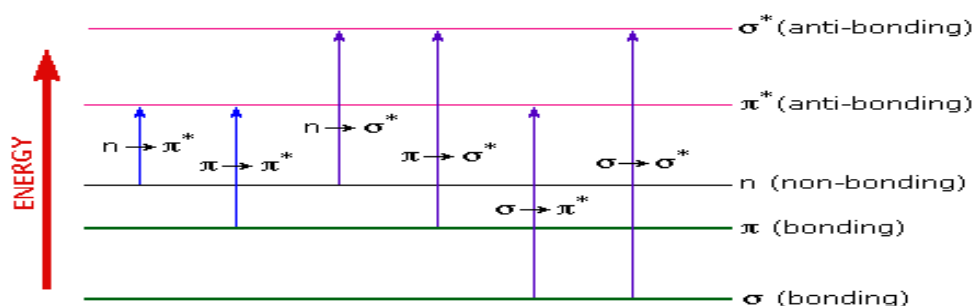 σ* (anti-bonding)
π* (anti-bonding)
n → σ*
n → π*
π → π*
π → σ*
σ → σ*
n (non-bonding)
σ → π*
π (bonding)
σ (bonding)
ENERGY